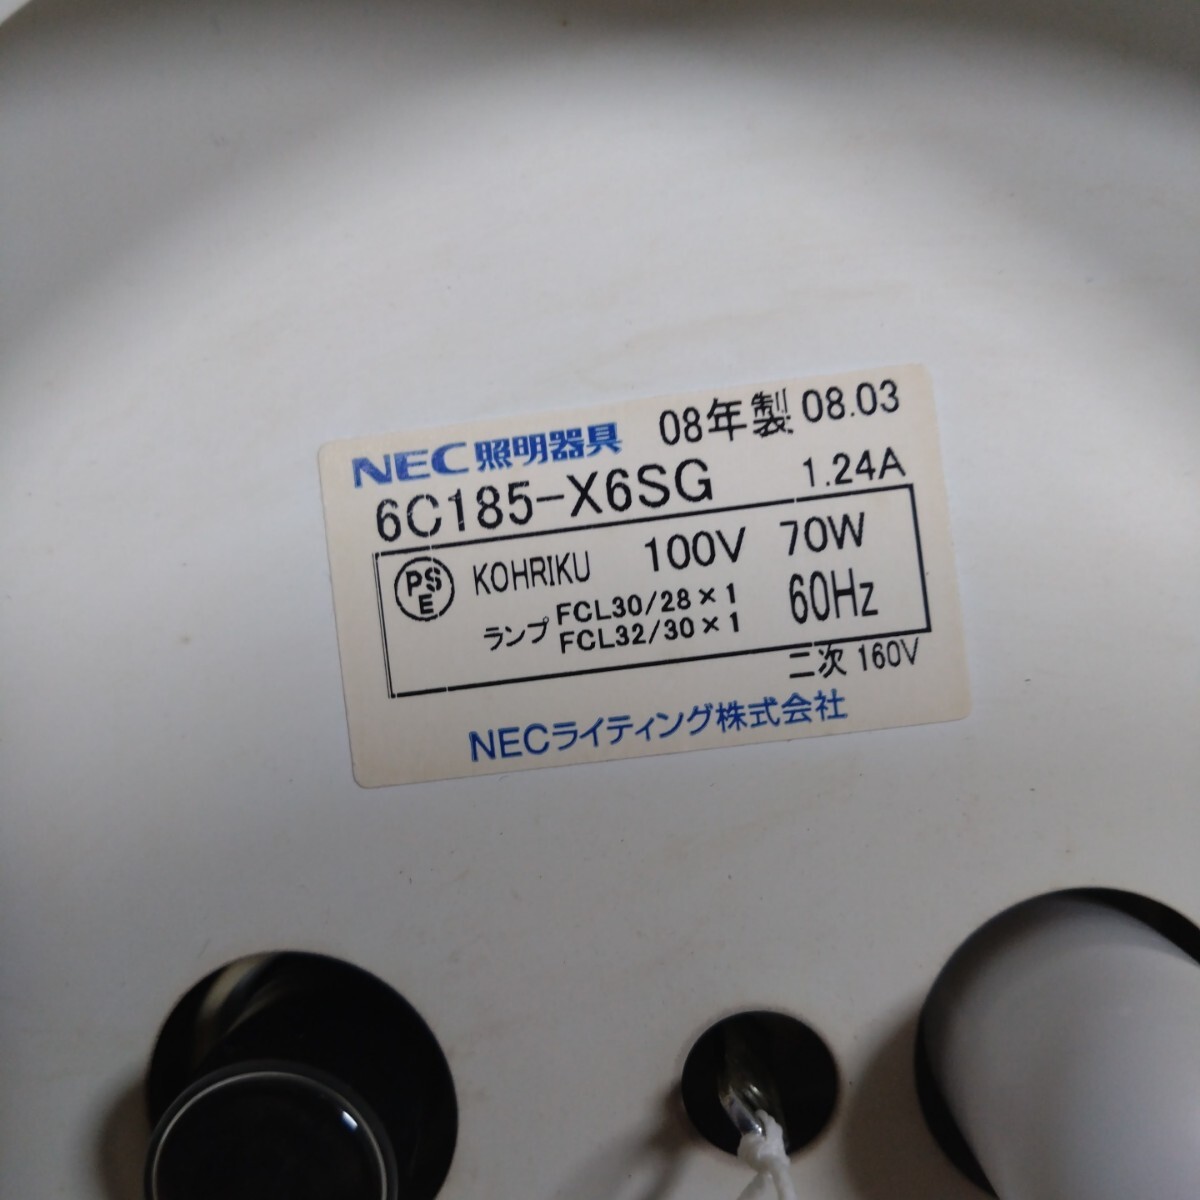 NEC照明器具 08年製 08.03
6C185-X6SG 1.24A
PSE KOHRIKU 100V 70W
ランプ FCL30/28×1 60Hz
FCL32/30×1
二次 160V
NECライティング株式会社